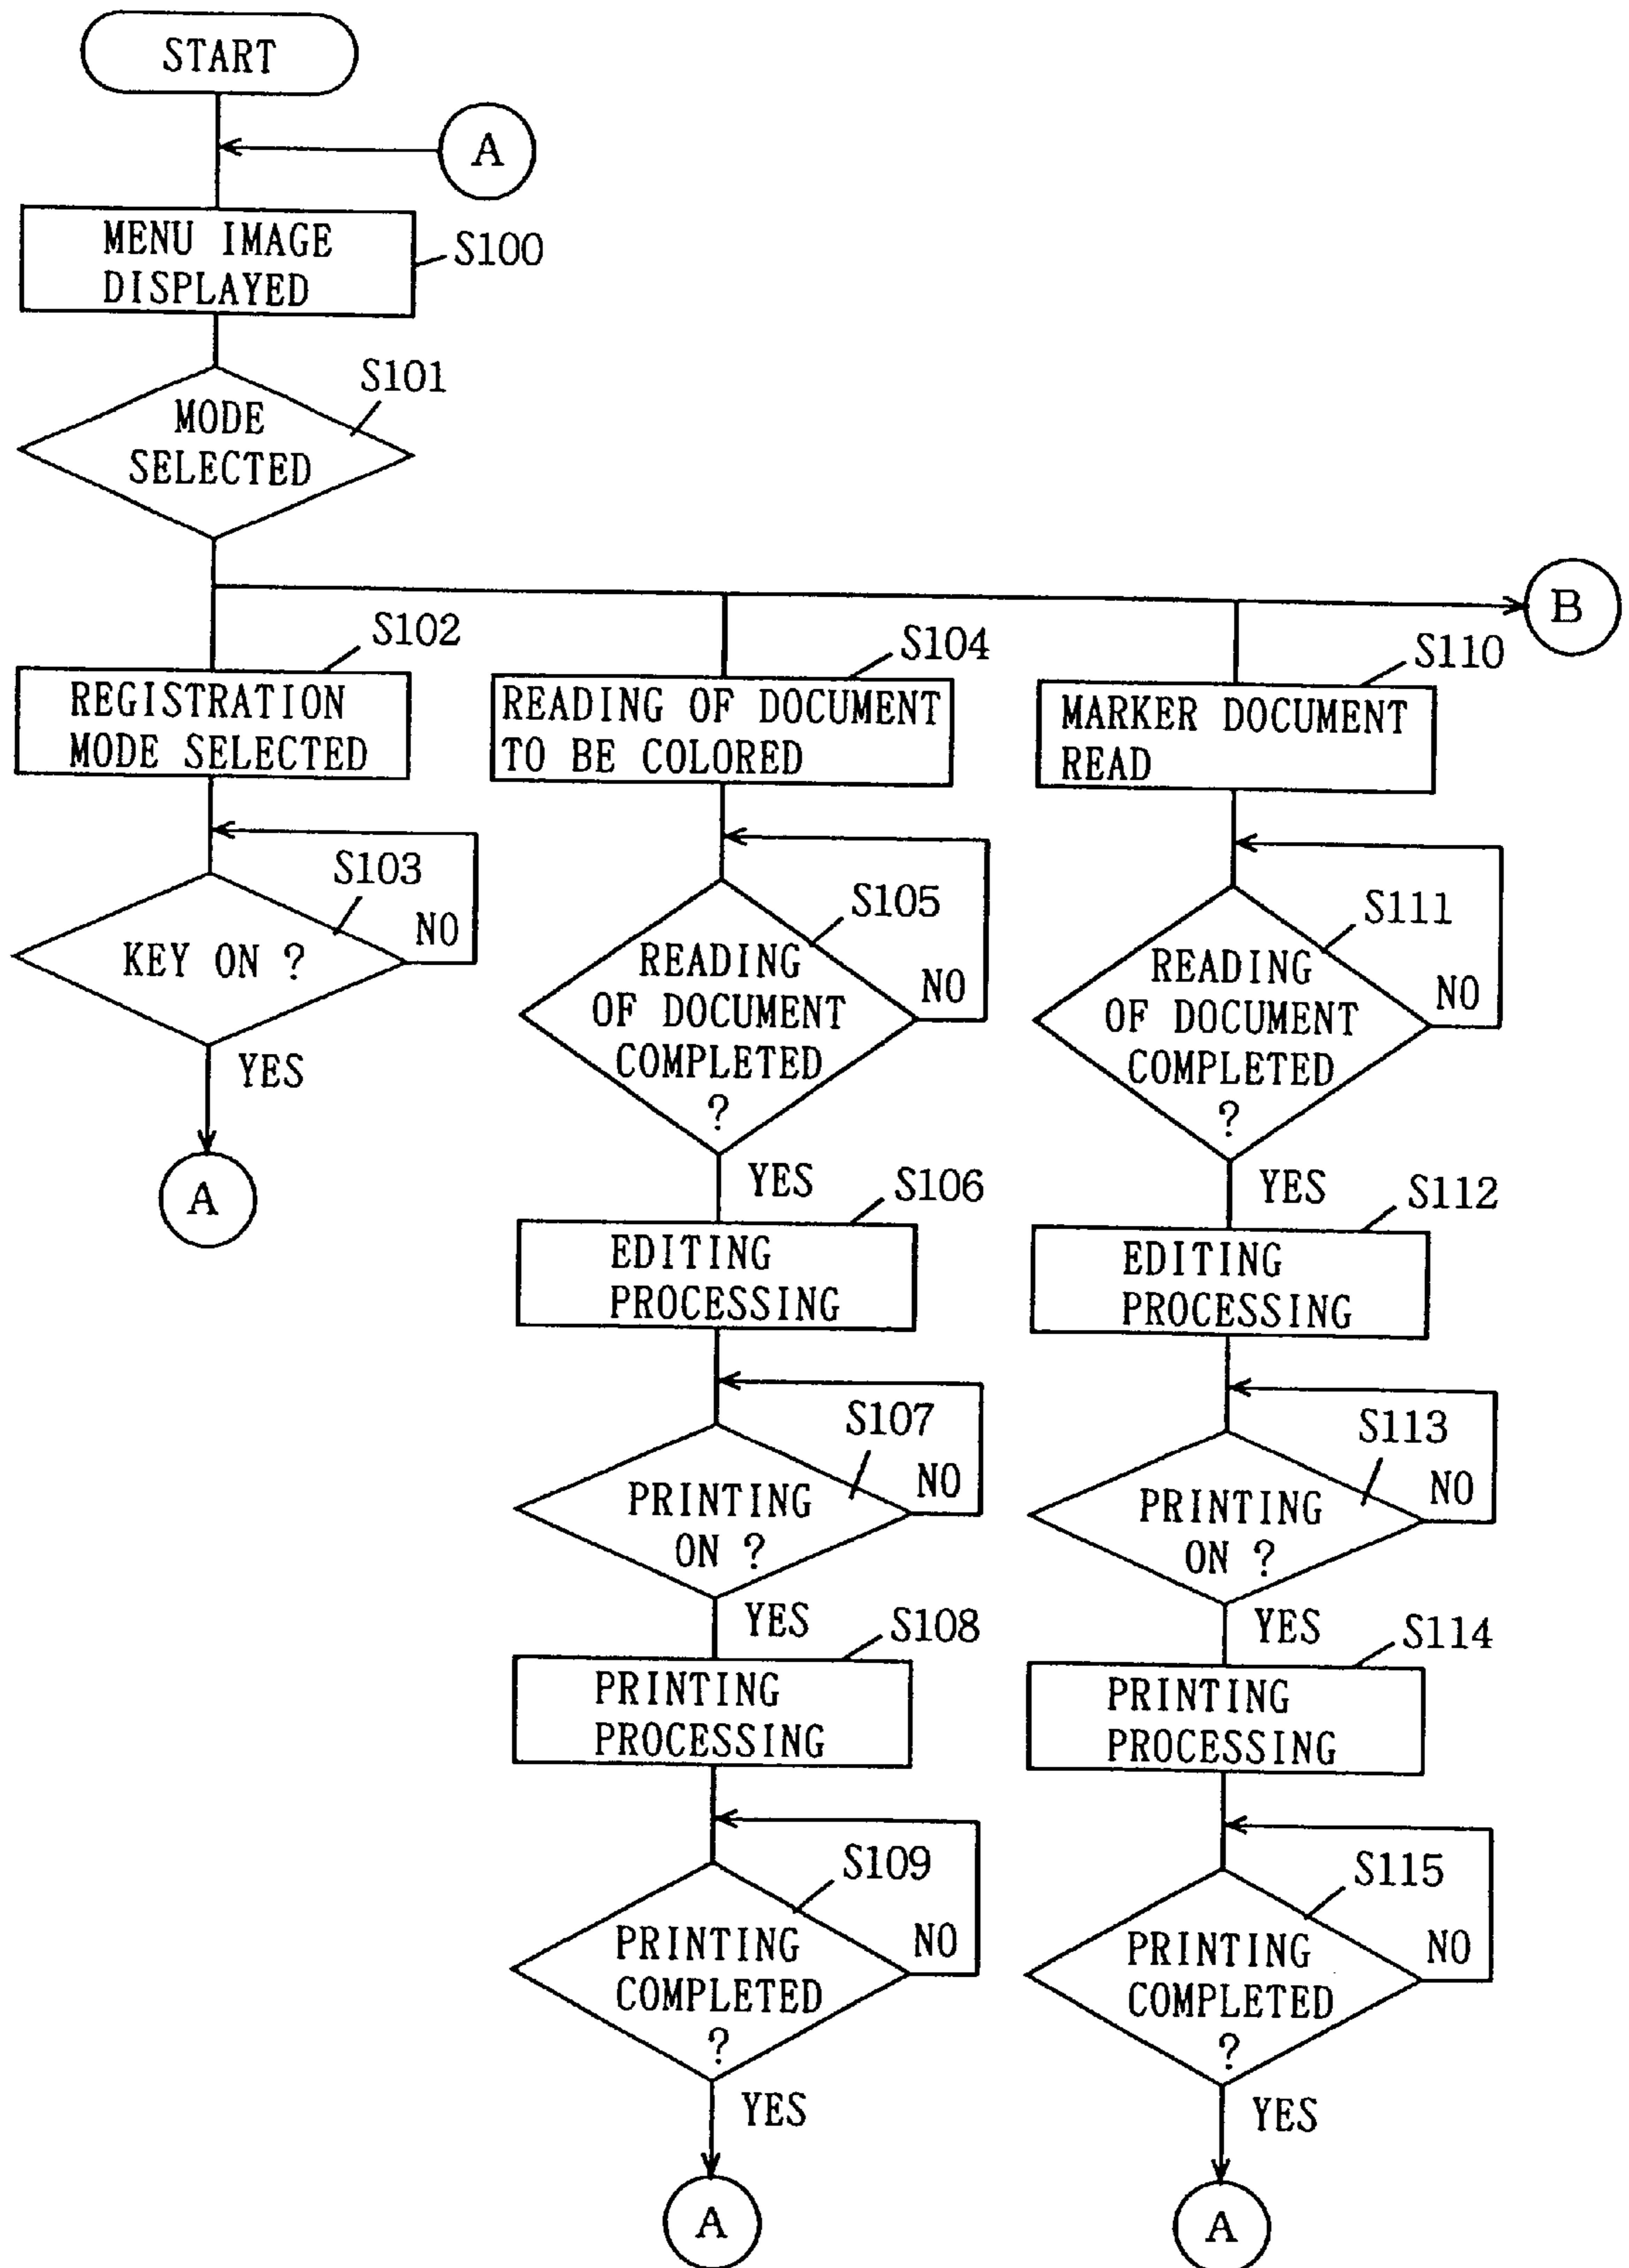 START
A
MENU IMAGE
DISPLAYED
S100
S101
MODE
SELECTED
B
S102
REGISTRATION
MODE SELECTED
S103
KEY ON ?
NO
YES
A
S104
READING OF DOCUMENT
TO BE COLORED
S105
READING
OF DOCUMENT
COMPLETED
?
NO
YES
S106
EDITING
PROCESSING
S107
PRINTING
ON ?
NO
YES
S108
PRINTING
PROCESSING
S109
PRINTING
COMPLETED
?
NO
YES
A
S110
MARKER DOCUMENT
READ
S111
READING
OF DOCUMENT
COMPLETED
?
NO
YES
S112
EDITING
PROCESSING
S113
PRINTING
ON ?
NO
YES
S114
PRINTING
PROCESSING
S115
PRINTING
COMPLETED
?
NO
YES
A